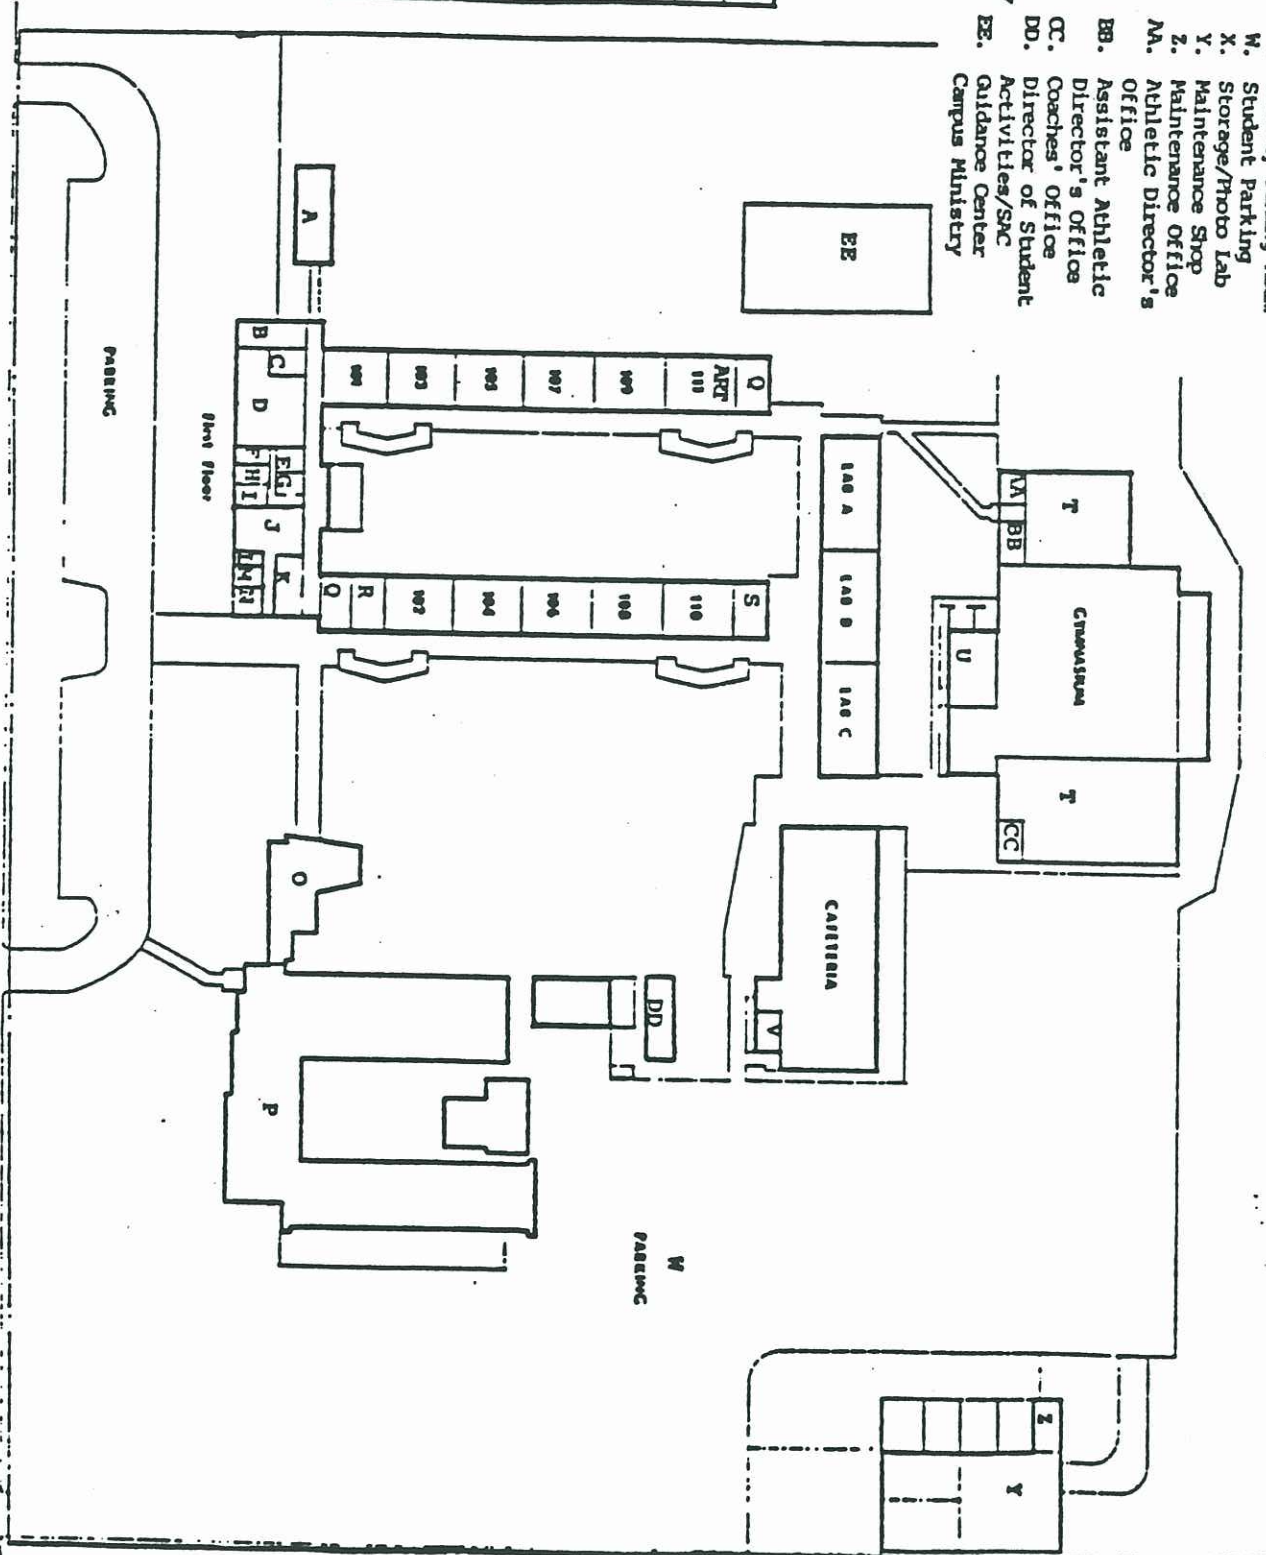 W. Student Parking
X. Storage/Photo Lab
Y. Maintenance Shop
Z. Maintenance Office
AA. Athletic Director's
Office
BB. Assistant Athletic
Director's Office
CC. Coaches' Office
DD. Director of Student
Activities/SAC
EE. Guidance Center
Campus Ministry
EE
A
PARKING
B
C
D
E
F
G
H
I
J
K
L
M
N
First Floor
101
103
105
107
109
111
ART
Q
Q
R
102
104
106
108
110
S
LAB A
LAB B
LAB C
AA
BB
T
GYMNASIUM
U
T
CC
CAFETERIA
V
DD
O
P
W
PARKING
Z
Y